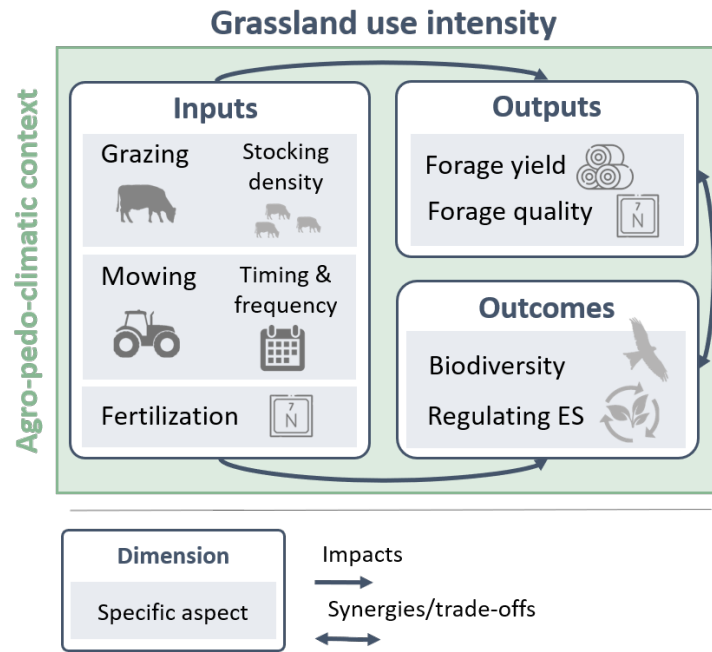 Grassland use intensity
Agro-pedo-climatic context
Inputs
Grazing
Stocking
density
Mowing
Timing &
frequency
Fertilization
7
N
Outputs
Forage yield
Forage quality
7
N
Outcomes
Biodiversity
Regulating ES
Dimension
Specific aspect
Impacts
Synergies/trade-offs